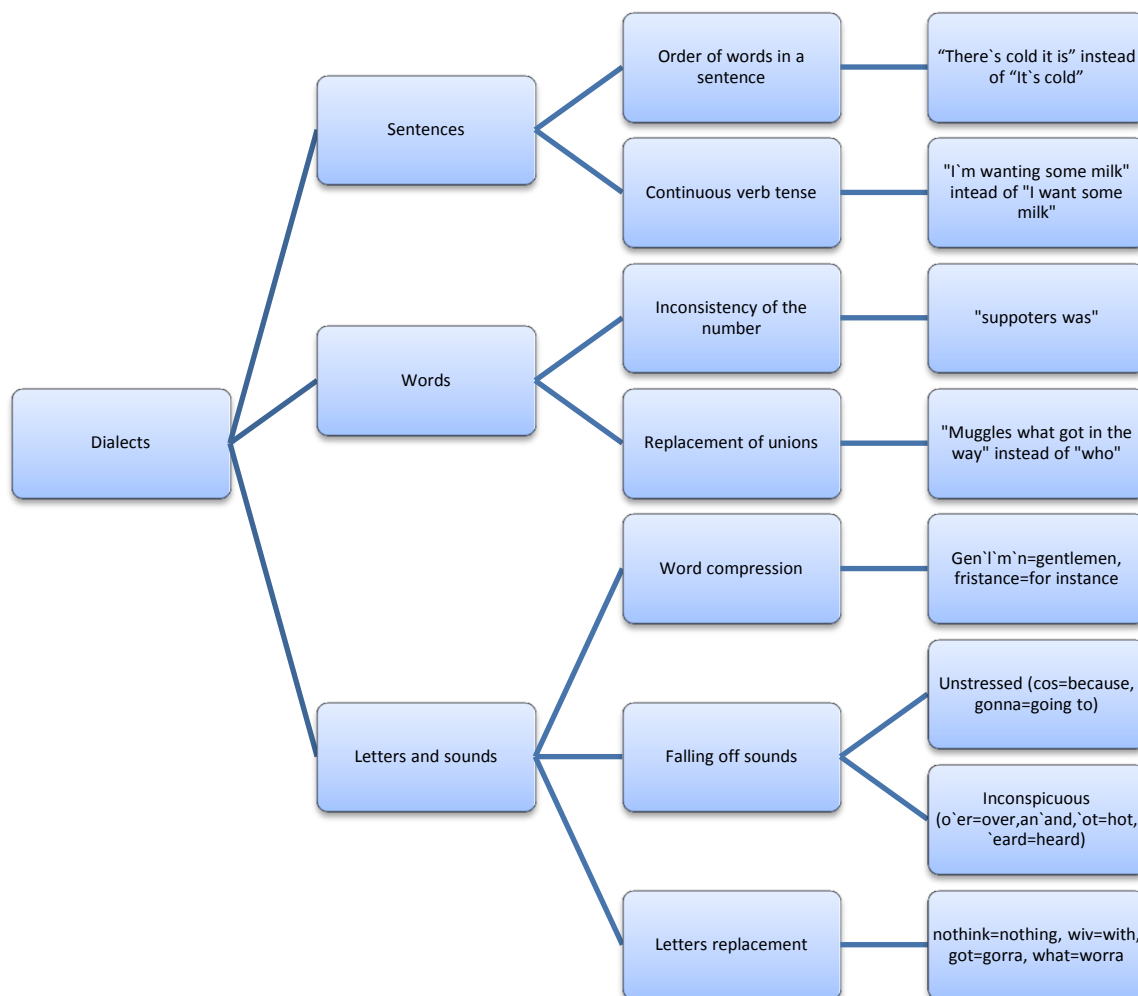 Dialects
Sentences
Order of words in a
sentence
“There`s cold it is” instead
of “It`s cold”
Continuous verb tense
"I`m wanting some milk"
intead of "I want some
milk"
Words
Inconsistency of the
number
"suppoters was"
Replacement of unions
"Muggles what got in the
way" instead of "who"
Letters and sounds
Word compression
Gen`l`m`n=gentlemen,
fristance=for instance
Falling off sounds
Unstressed (cos=because,
gonna=going to)
Inconspicuous
(o`er=over,an`and,`ot=hot,
`eard=heard)
Letters replacement
nothink=nothing, wiv=with,
got=gorra, what=worra